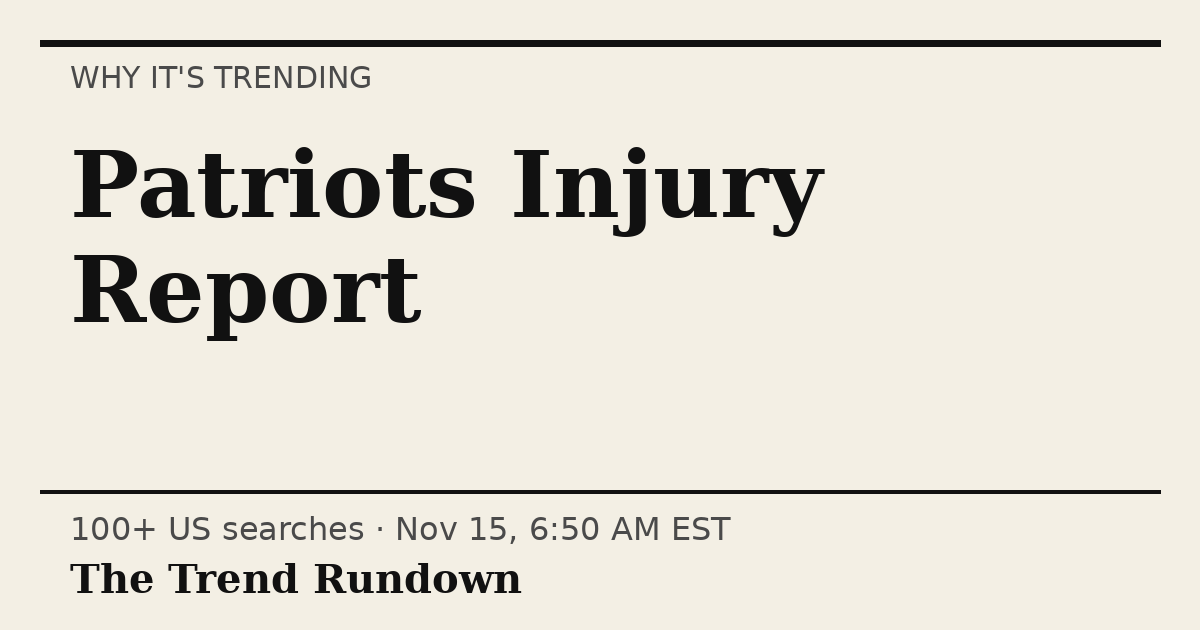 WHY IT'S TRENDING
Patriots Injury
Report
100+ US searches · Nov 15, 6:50 AM EST
The Trend Rundown